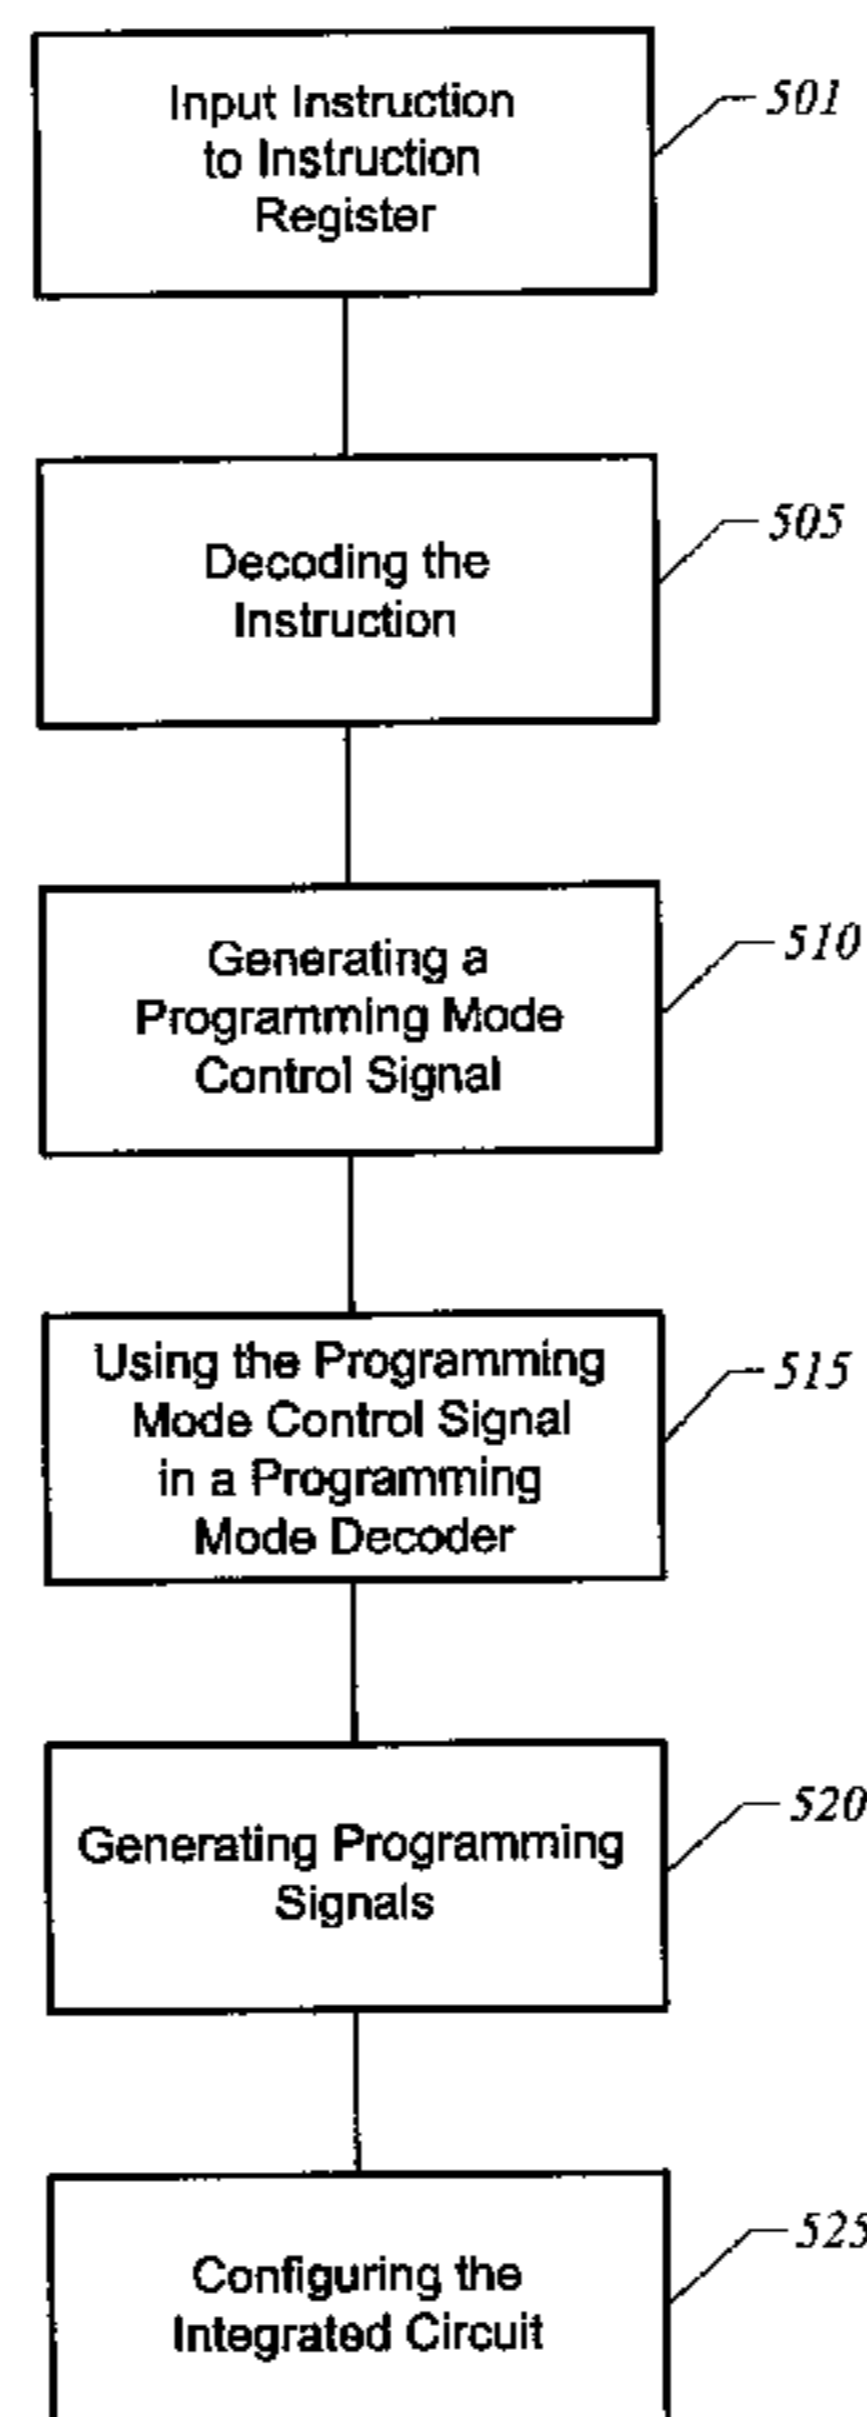 Input Instruction
to Instruction
Register
501
Decoding the
Instruction
505
Generating a
Programming Mode
Control Signal
510
Using the Programming
Mode Control Signal
in a Programming
Mode Decoder
515
Generating Programming
Signals
520
Configuring the
Integrated Circuit
525